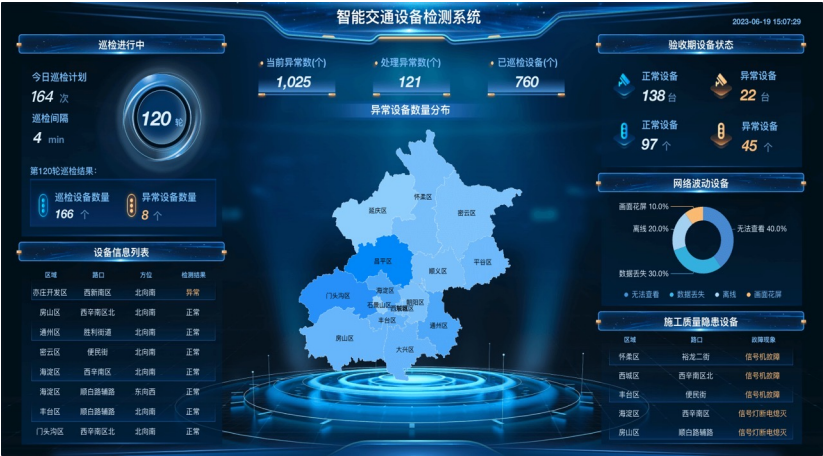 智能交通设备检测系统
2023-06-19 15:07:29
巡检进行中
今日巡检计划
164 次
巡检间隔
4 min
120 轮
第120轮巡检结果:
巡检设备数量
166 个
异常设备数量
8 个
设备信息列表
区域 路口 方位 检测结果
亦庄开发区 西新南区 北向南 异常
房山区 西辛南区北 北向南 正常
通州区 胜利街道 北向南 正常
密云区 便民街 北向南 正常
海淀区 西辛南区 北向南 正常
海淀区 顺白路辅路 东向西 正常
丰台区 顺白路辅路 北向南 正常
门头沟区 西辛南区北 北向南 正常
当前异常数(个)
1,025
处理异常数(个)
121
已巡检设备(个)
760
异常设备数量分布
怀柔区
延庆区
密云区
昌平区
平谷区
顺义区
海淀区
门头沟区
朝阳区
石景山区
丰台区
通州区
房山区
大兴区
验收期设备状态
正常设备
138 台
异常设备
22 台
正常设备
97 个
异常设备
45 个
网络波动设备
画面花屏 10.0%
离线 20.0%
无法查看 40.0%
数据丢失 30.0%
无法查看 数据丢失 离线 画面花屏
施工质量隐患设备
区域 路口 故障现象
怀柔区 裕龙二街 信号机故障
西城区 西辛南区北 信号机故障
丰台区 便民街 信号机故障
海淀区 西辛南区 信号灯断电熄灭
房山区 顺白路辅路 信号灯断电熄灭